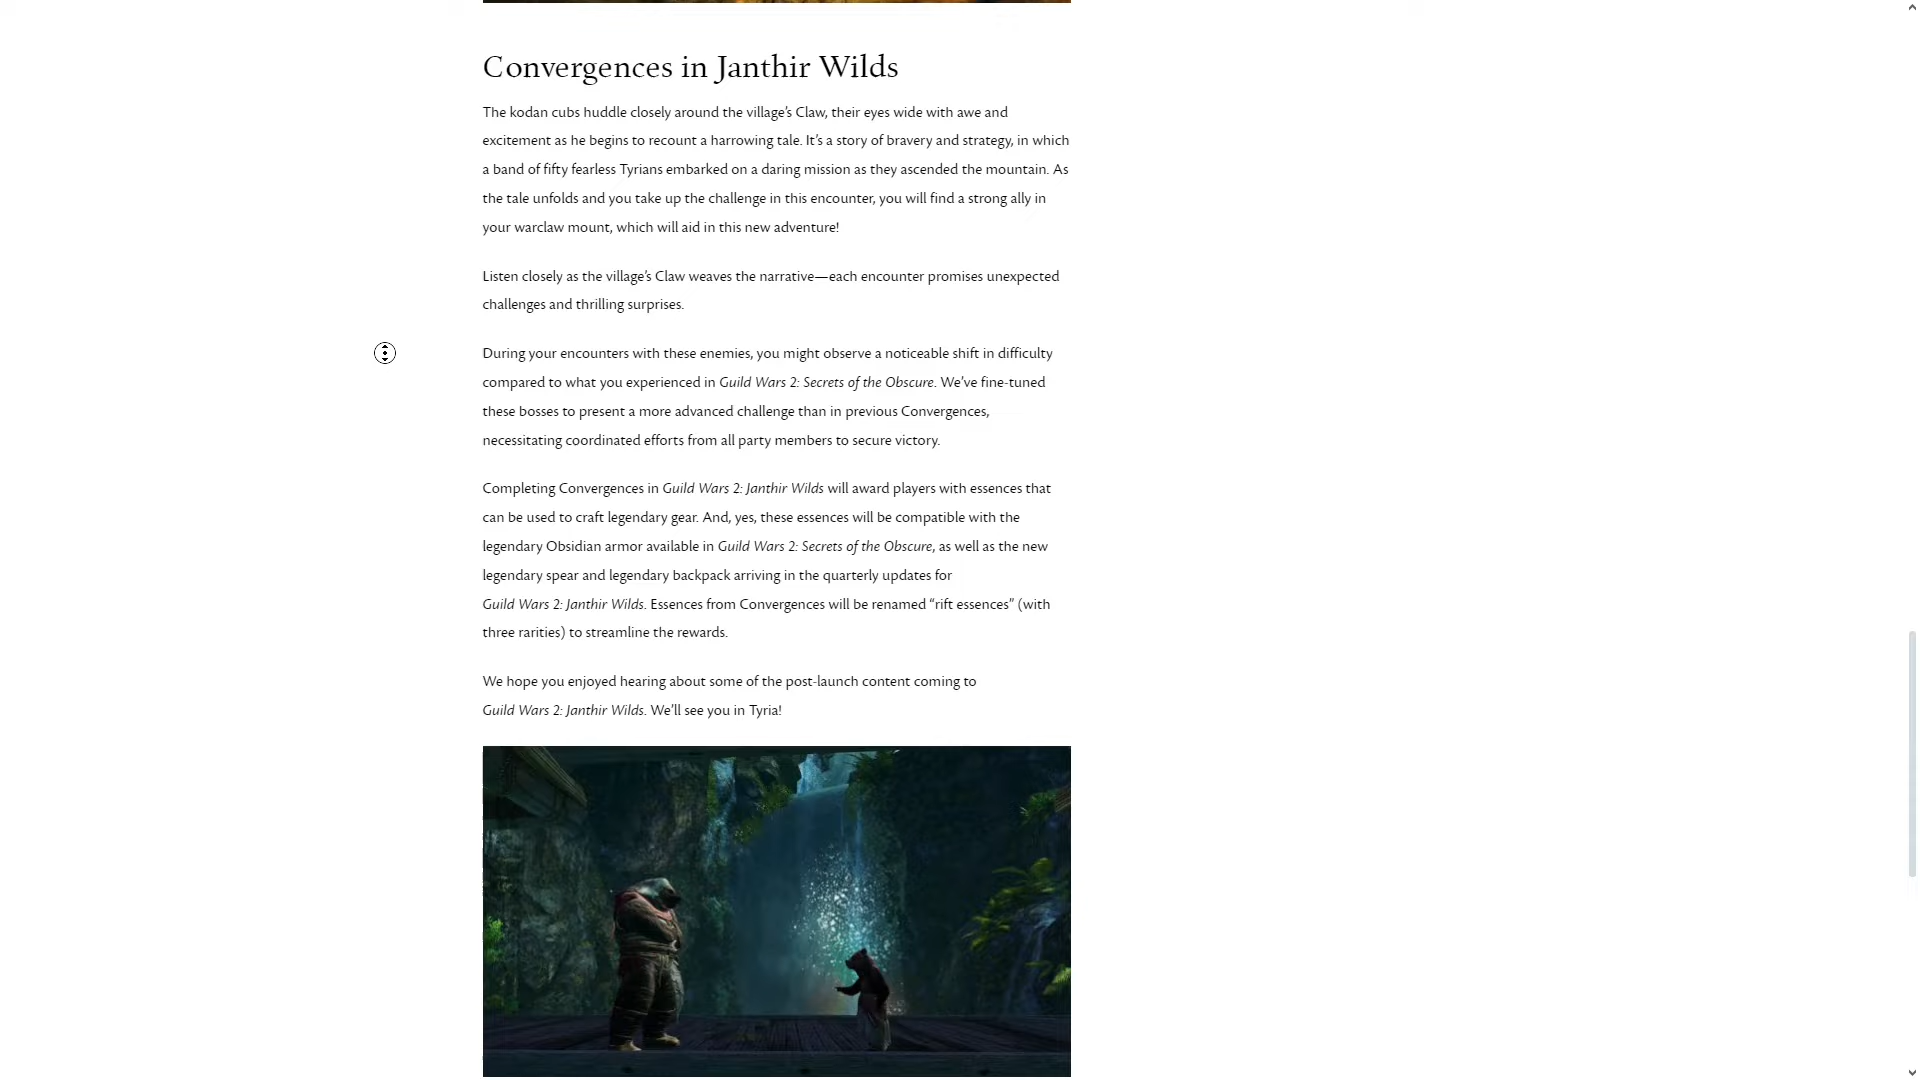 Convergences in Janthir Wilds
The kodan cubs huddle closely around the village’s Claw, their eyes wide with awe and
excitement as he begins to recount a harrowing tale. It’s a story of bravery and strategy, in which
a band of fifty fearless Tyrians embarked on a daring mission as they ascended the mountain. As
the tale unfolds and you take up the challenge in this encounter, you will find a strong ally in
your warclaw mount, which will aid in this new adventure!
Listen closely as the village’s Claw weaves the narrative—each encounter promises unexpected
challenges and thrilling surprises.
During your encounters with these enemies, you might observe a noticeable shift in difficulty
compared to what you experienced in Guild Wars 2: Secrets of the Obscure. We’ve fine-tuned
these bosses to present a more advanced challenge than in previous Convergences,
necessitating coordinated efforts from all party members to secure victory.
Completing Convergences in Guild Wars 2: Janthir Wilds will award players with essences that
can be used to craft legendary gear. And, yes, these essences will be compatible with the
legendary Obsidian armor available in Guild Wars 2: Secrets of the Obscure, as well as the new
legendary spear and legendary backpack arriving in the quarterly updates for
Guild Wars 2: Janthir Wilds. Essences from Convergences will be renamed “rift essences” (with
three rarities) to streamline the rewards.
We hope you enjoyed hearing about some of the post-launch content coming to
Guild Wars 2: Janthir Wilds. We’ll see you in Tyria!